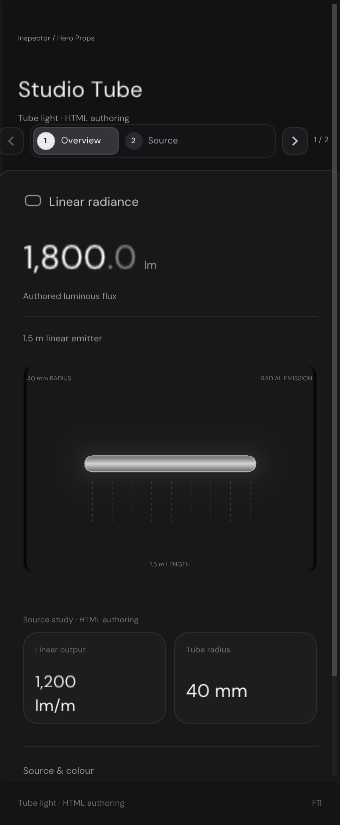 Inspector / Hero Props
Studio Tube
Tube light · HTML authoring
1 Overview 2 Source 1 / 2
Linear radiance
1,800.0 lm
Authored luminous flux
1.5 m linear emitter
40 mm RADIUS RADIAL EMISSION
1.5 m LENGTH
Source study · HTML authoring
Linear output Tube radius
1,200
lm/m
40 mm
Source & colour
Tube light · HTML authoring F11